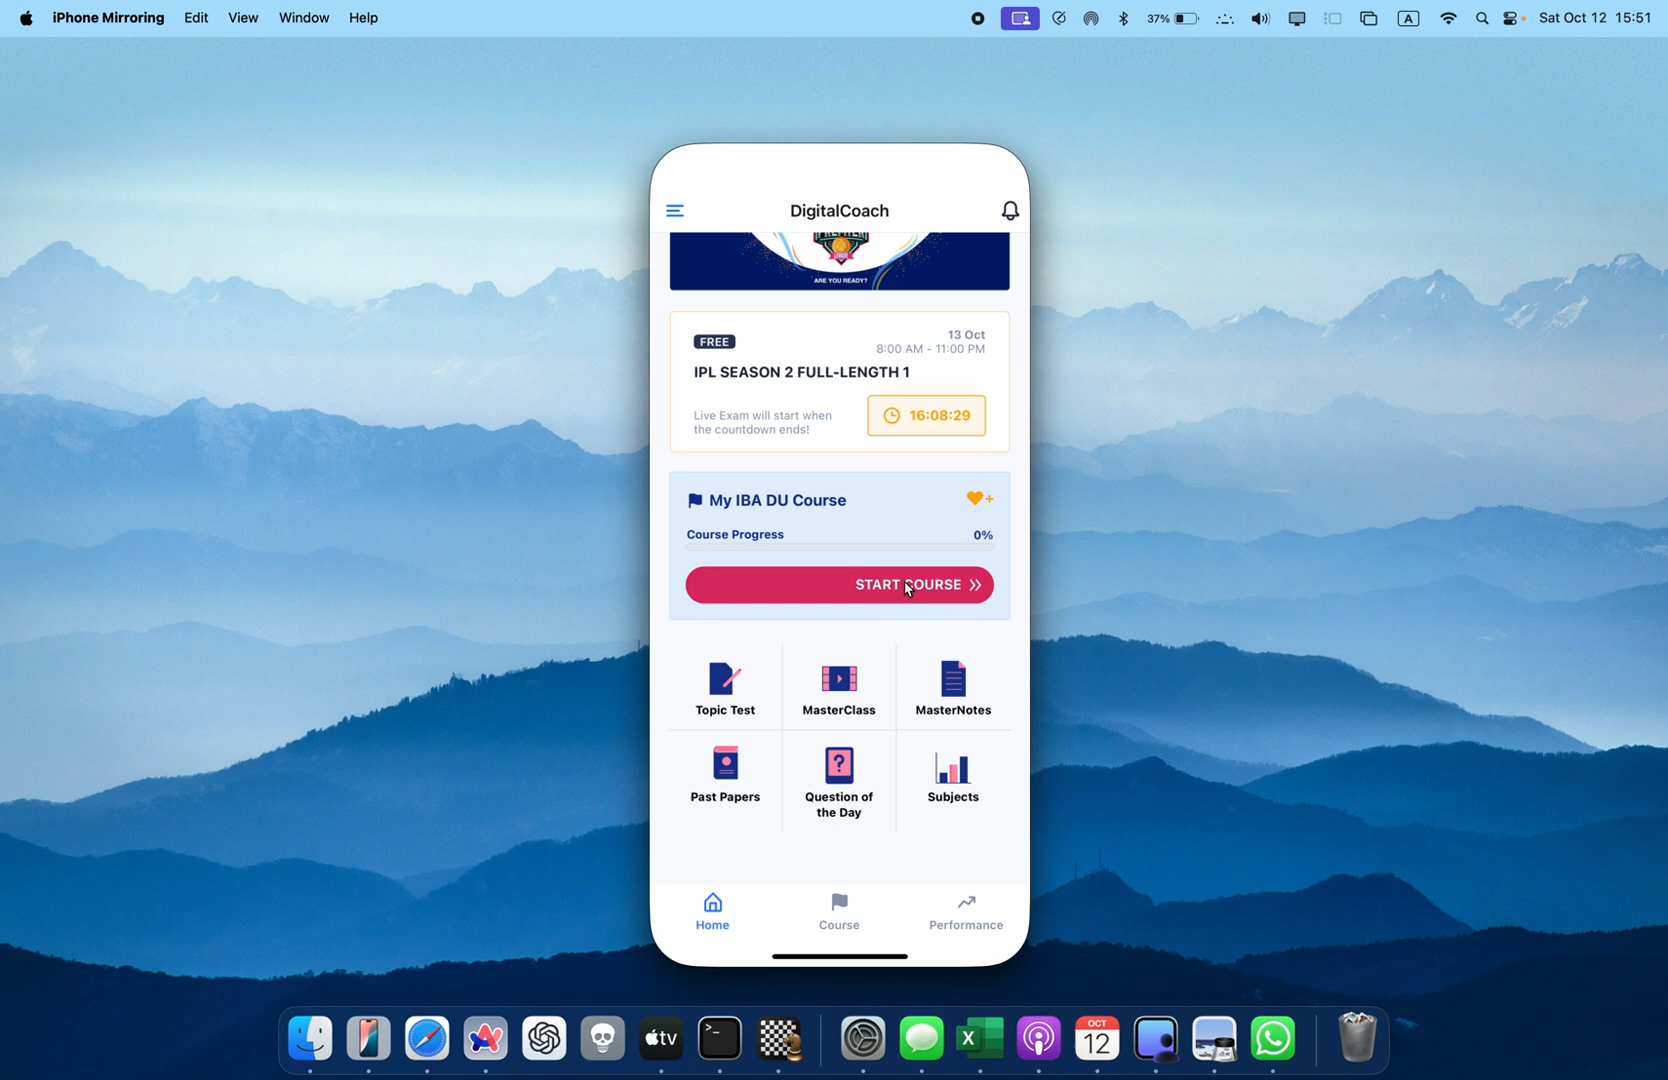 iPhone Mirroring Edit View Window Help 37% A Sat Oct 12 15:51
DigitalCoach
PREMIER
LEAGUE
ARE YOU READY?
FREE
13 Oct
8:00 AM - 11:00 PM
IPL SEASON 2 FULL-LENGTH 1
Live Exam will start when
the countdown ends!
16:08:29
My IBA DU Course
Course Progress 0%
START COURSE
Topic Test
MasterClass
MasterNotes
Past Papers
Question of
the Day
Subjects
Home
Course
Performance
tv
>_
X
OCT
12